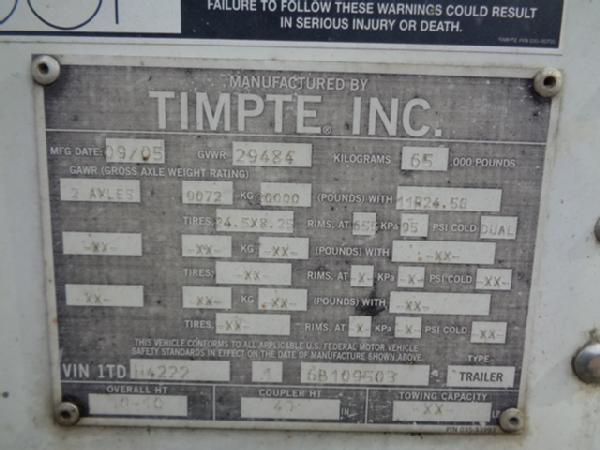 FAILURE TO FOLLOW THESE WARNINGS COULD RESULT
IN SERIOUS INJURY OR DEATH.
MANUFACTURED BY
TIMPTE® INC.
MFG DATE: 09/05 GVWR 29484 KILOGRAMS 65 ,000 POUNDS
GAWR (GROSS AXLE WEIGHT RATING)
2 AXLES 9072 KG 20000 (POUNDS) WITH 11R24.5G
TIRES, 24.5X8.25 RIMS, AT KPa PSI COLD DUAL
-XX- -XX- KG -XX- (POUNDS) WITH -XX-
TIRES, -XX- RIMS, AT -X- KPa -X- PSI COLD -XX-
-XX- -XX- KG -XX- (POUNDS) WITH -XX-
TIRES, -XX- RIMS, AT -X- KPa -X- PSI COLD -XX-
THIS VEHICLE CONFORMS TO ALL APPLICABLE U.S. FEDERAL MOTOR VEHICLE
SAFETY STANDARDS IN EFFECT ON THE DATE OF MANUFACTURE SHOWN ABOVE.
TYPE
VIN 1TD H4222 6B109503 TRAILER
OVERALL HT COUPLER HT TOWING CAPACITY
IN. -XX-